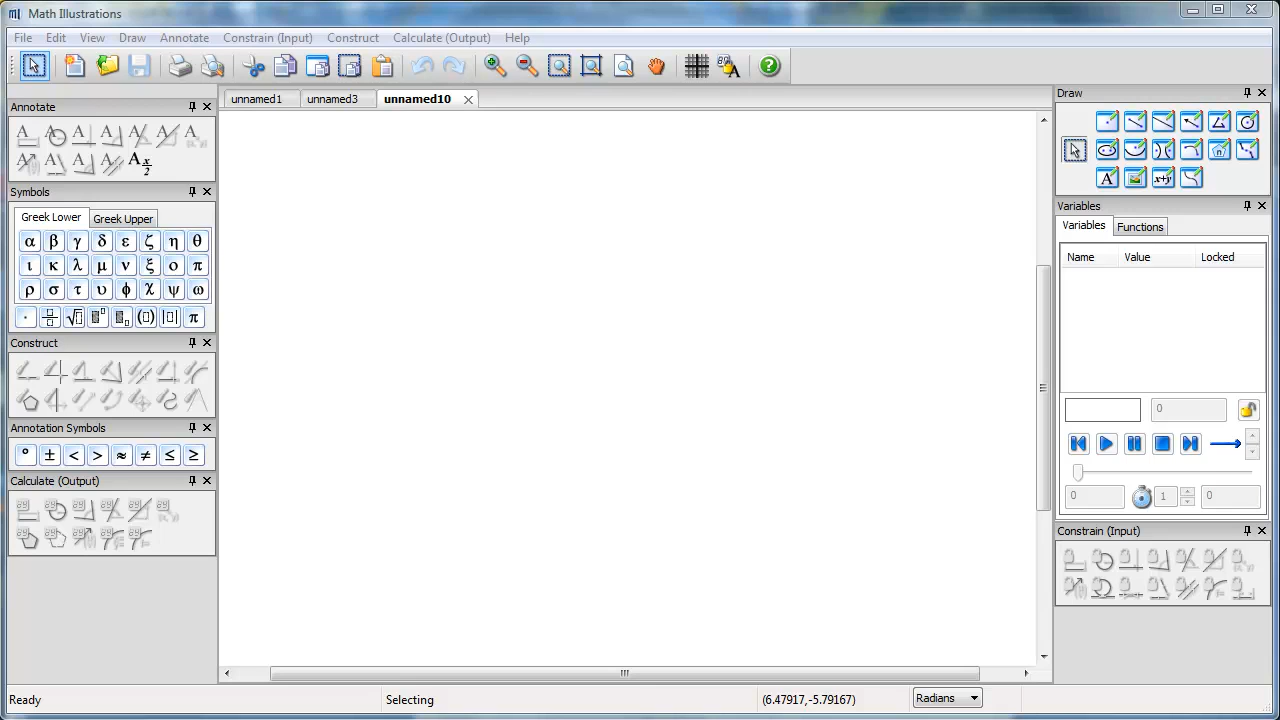 Math Illustrations
File Edit View Draw Annotate Constrain (Input) Construct Calculate (Output) Help
unnamed1 unnamed3 unnamed10
Annotate
A x/2
Symbols
Greek Lower Greek Upper
α β γ δ ε ζ η θ
ι κ λ μ ν ξ ο π
ρ σ τ υ φ χ ψ ω
π
Construct
Annotation Symbols
° ± < > ≈ ≠ ≤ ≥
Calculate (Output)
Draw
A x+y
Variables
Variables Functions
Name Value Locked
0
0 1 0
Constrain (Input)
Ready Selecting (6.47917,-5.79167) Radians